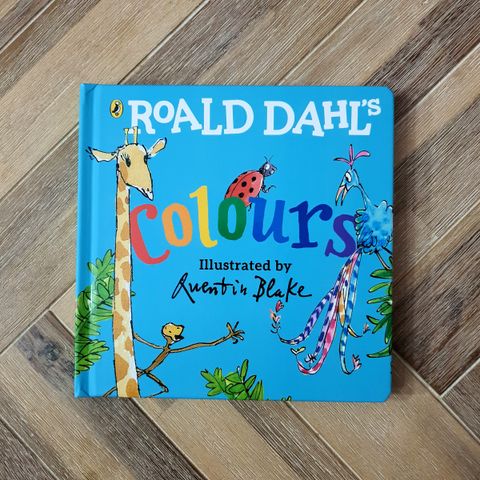 ROALD DAHL'S
Colours
Illustrated by
Quentin Blake